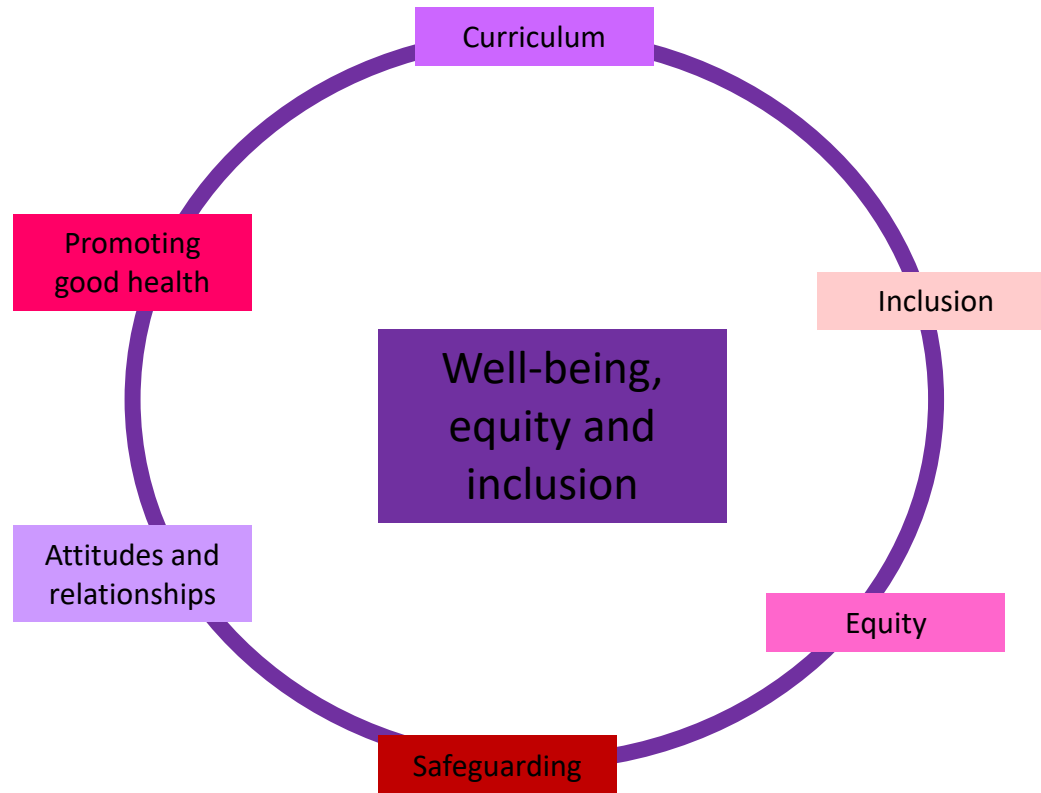 Curriculum
Promoting
good health
Inclusion
Well-being,
equity and
inclusion
Attitudes and
relationships
Equity
Safeguarding